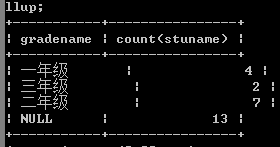 llup;
+-----------+----------------+
| gradename | count(stuname) |
+-----------+----------------+
| 一年级 | 4 |
| 三年级 | 2 |
| 二年级 | 7 |
| NULL | 13 |
+-----------+----------------+